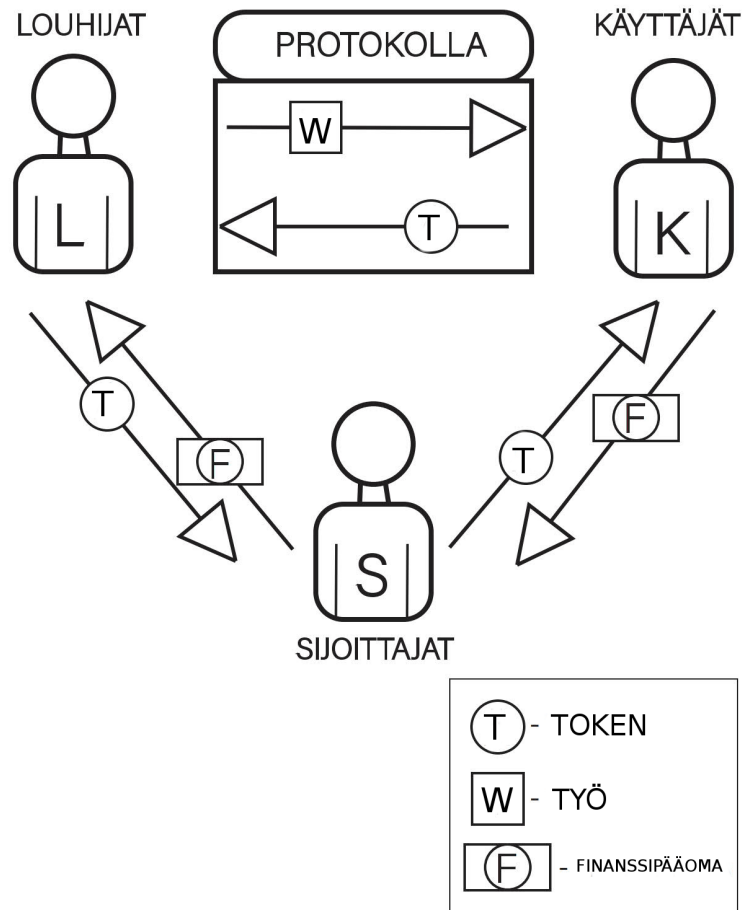 LOUHIJAT
PROTOKOLLA
KÄYTTÄJÄT
W
T
L
K
T
F
T
F
S
SIJOITTAJAT
T - TOKEN
W - TYÖ
F - FINANSSIPÄÄOMA